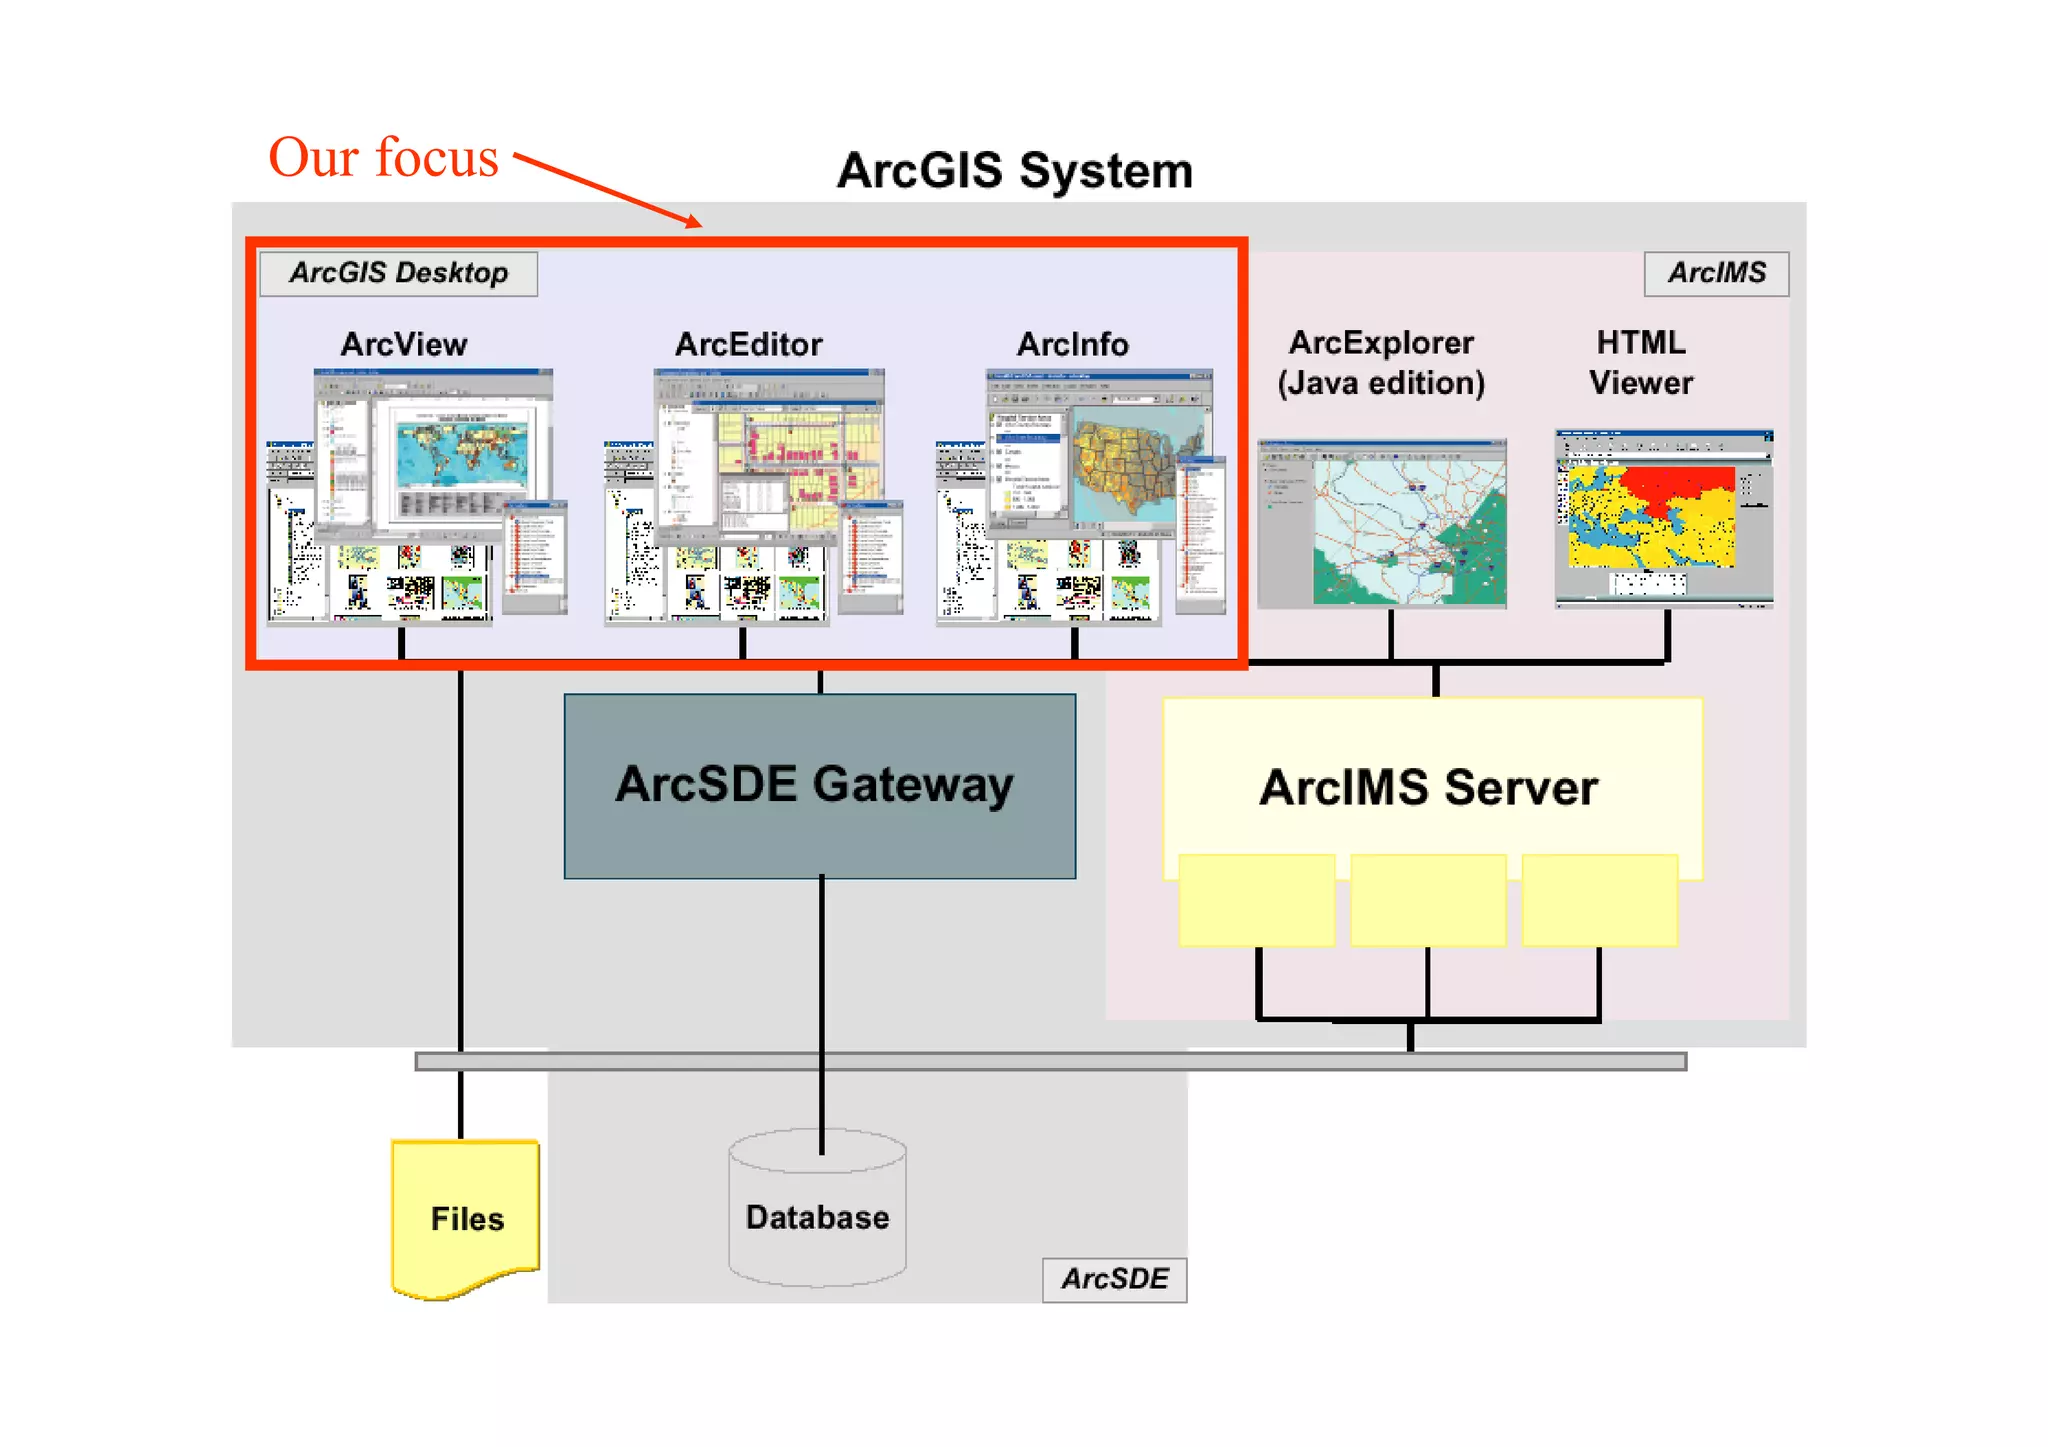 Our focus
ArcGIS System
ArcGIS Desktop
ArcIMS
ArcView
ArcEditor
ArcInfo
ArcExplorer
(Java edition)
HTML
Viewer
ArcSDE Gateway
ArcIMS Server
Files
Database
ArcSDE